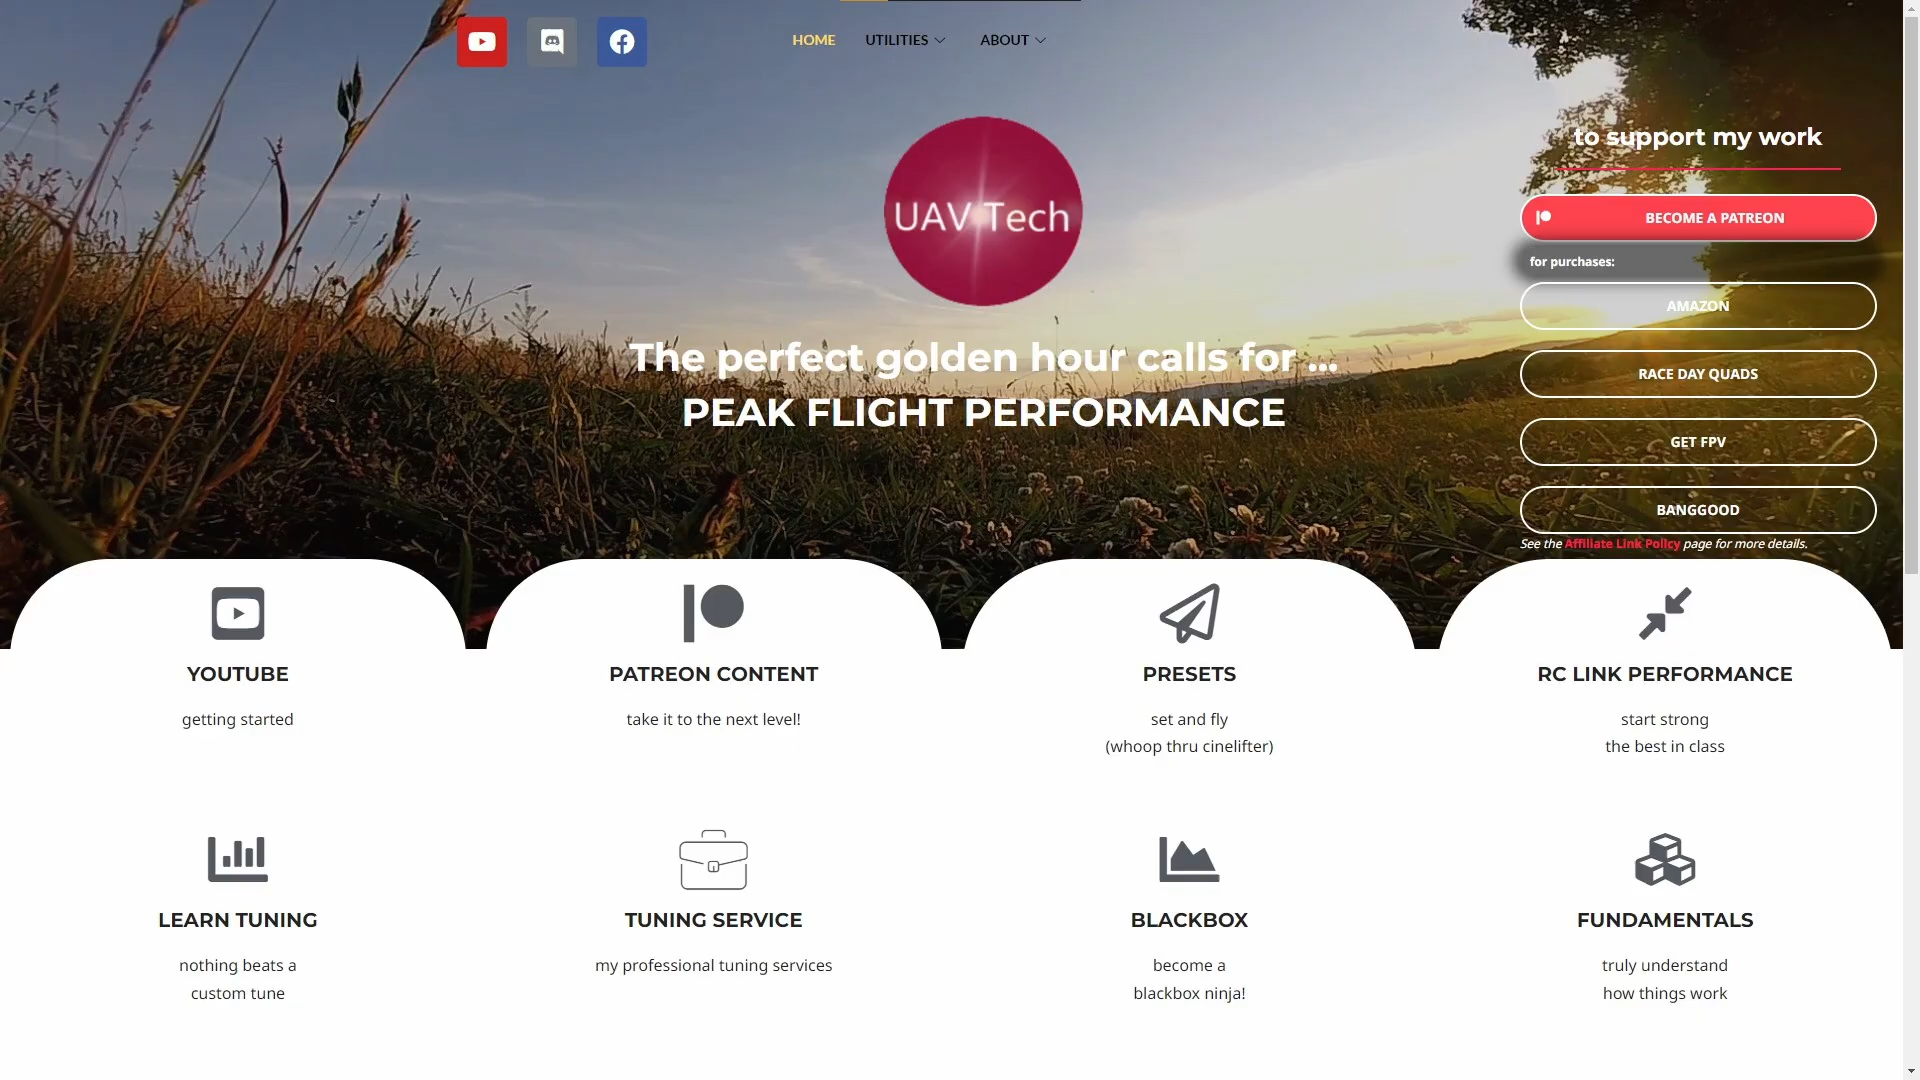 HOME
UTILITIES
ABOUT
UAV Tech
to support my work
BECOME A PATREON
for purchases:
AMAZON
RACE DAY QUADS
GET FPV
BANGGOOD
See the Affiliate Link Policy page for more details.
The perfect golden hour calls for ...
PEAK FLIGHT PERFORMANCE
YOUTUBE
getting started
PATREON CONTENT
take it to the next level!
PRESETS
set and fly
(whoop thru cinelifter)
RC LINK PERFORMANCE
start strong
the best in class
LEARN TUNING
nothing beats a
custom tune
TUNING SERVICE
my professional tuning services
BLACKBOX
become a
blackbox ninja!
FUNDAMENTALS
truly understand
how things work